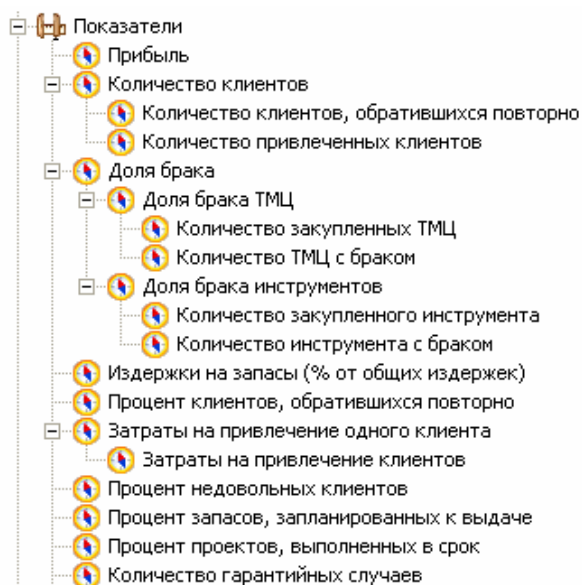 Показатели
Прибыль
Количество клиентов
Количество клиентов, обратившихся повторно
Количество привлеченных клиентов
Доля брака
Доля брака ТМЦ
Количество закупленных ТМЦ
Количество ТМЦ с браком
Доля брака инструментов
Количество закупленного инструмента
Количество инструмента с браком
Издержки на запасы (% от общих издержек)
Процент клиентов, обратившихся повторно
Затраты на привлечение одного клиента
Затраты на привлечение клиентов
Процент недовольных клиентов
Процент запасов, запланированных к выдаче
Процент проектов, выполненных в срок
Количество гарантийных случаев